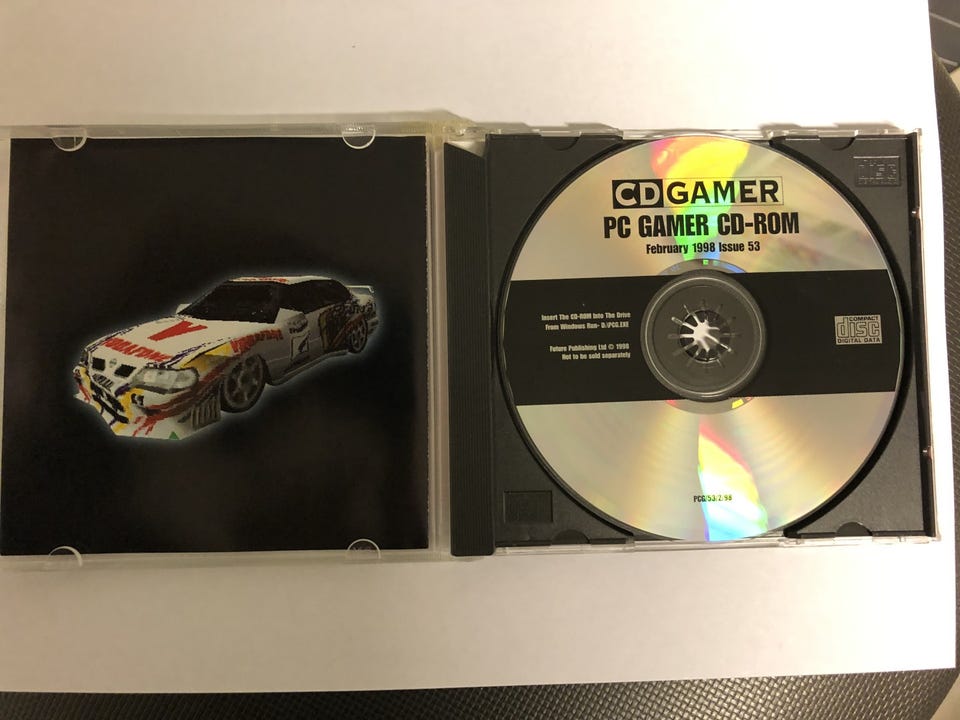 CD GAMER
PC GAMER CD-ROM
February 1998 Issue 53
Insert The CD-ROM Into The Drive
From Windows Run- D:\PCG.EXE
Future Publishing Ltd © 1998
Not to be sold separately
COMPACT
disc
DIGITAL DATA
PCG/53/2/98